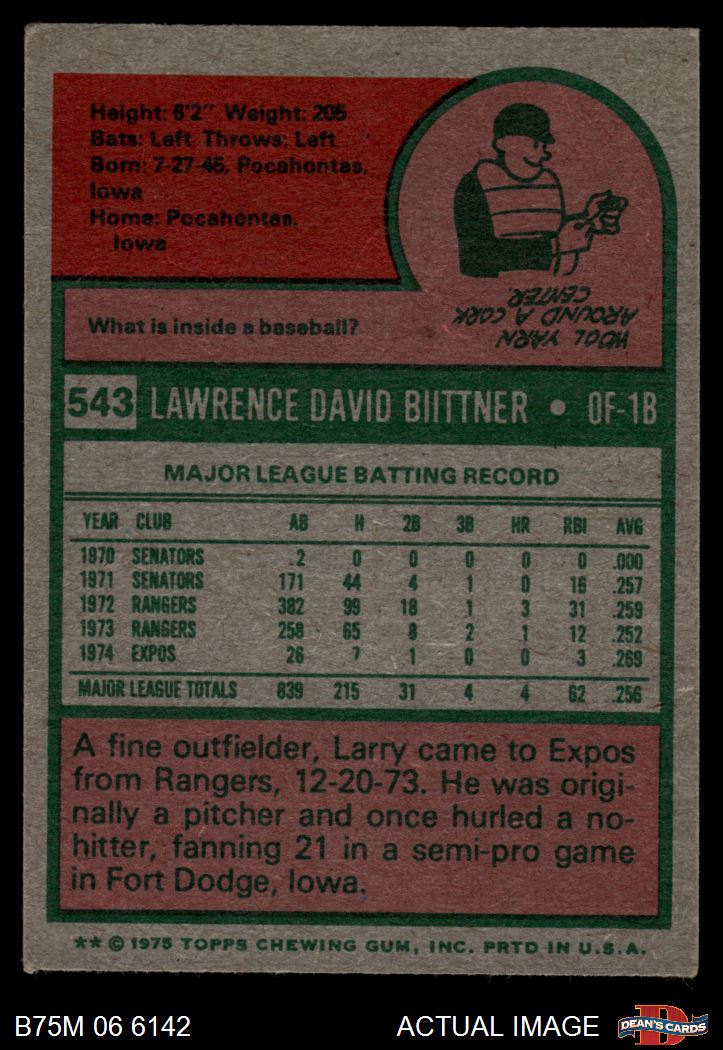 Height: 6'2" Weight: 205
Bats: Left Throws: Left
Born: 7-27-46, Pocahontas,
Iowa
Home: Pocahontas,
Iowa
What is inside a baseball?
WOOL YARN
AROUND A CORK
CENTER.
543 LAWRENCE DAVID BIITTNER • OF-1B
MAJOR LEAGUE BATTING RECORD
YEAR CLUB AB H 2B 3B HR RBI AVG
1970 SENATORS 2 0 0 0 0 0 .000
1971 SENATORS 171 44 4 1 0 16 .257
1972 RANGERS 382 99 18 1 3 31 .259
1973 RANGERS 258 65 8 2 1 12 .252
1974 EXPOS 26 7 1 0 0 3 .269
MAJOR LEAGUE TOTALS 839 215 31 4 4 62 .256
A fine outfielder, Larry came to Expos
from Rangers, 12-20-73. He was origi-
nally a pitcher and once hurled a no-
hitter, fanning 21 in a semi-pro game
in Fort Dodge, Iowa.
** © 1975 TOPPS CHEWING GUM, INC. PRTD IN U.S.A.
B75M 06 6142 ACTUAL IMAGE D DEAN'S CARDS